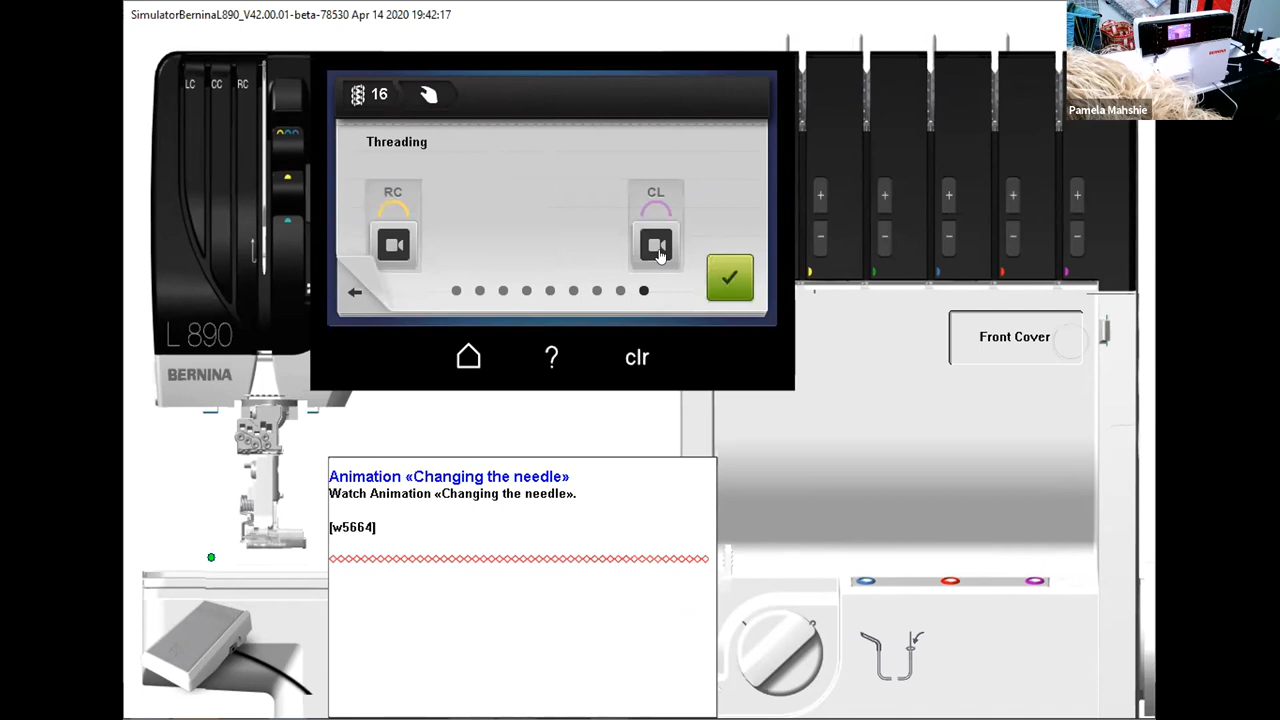 SimulatorBerninaL890_V42.00.01-beta-78530 Apr 14 2020 19:42:17
LC CC RC
16
Threading
RC
CL
L 890
BERNINA
?
clr
Front Cover
Pamela Mahshie
Animation «Changing the needle»
Watch Animation «Changing the needle».
[w5664]